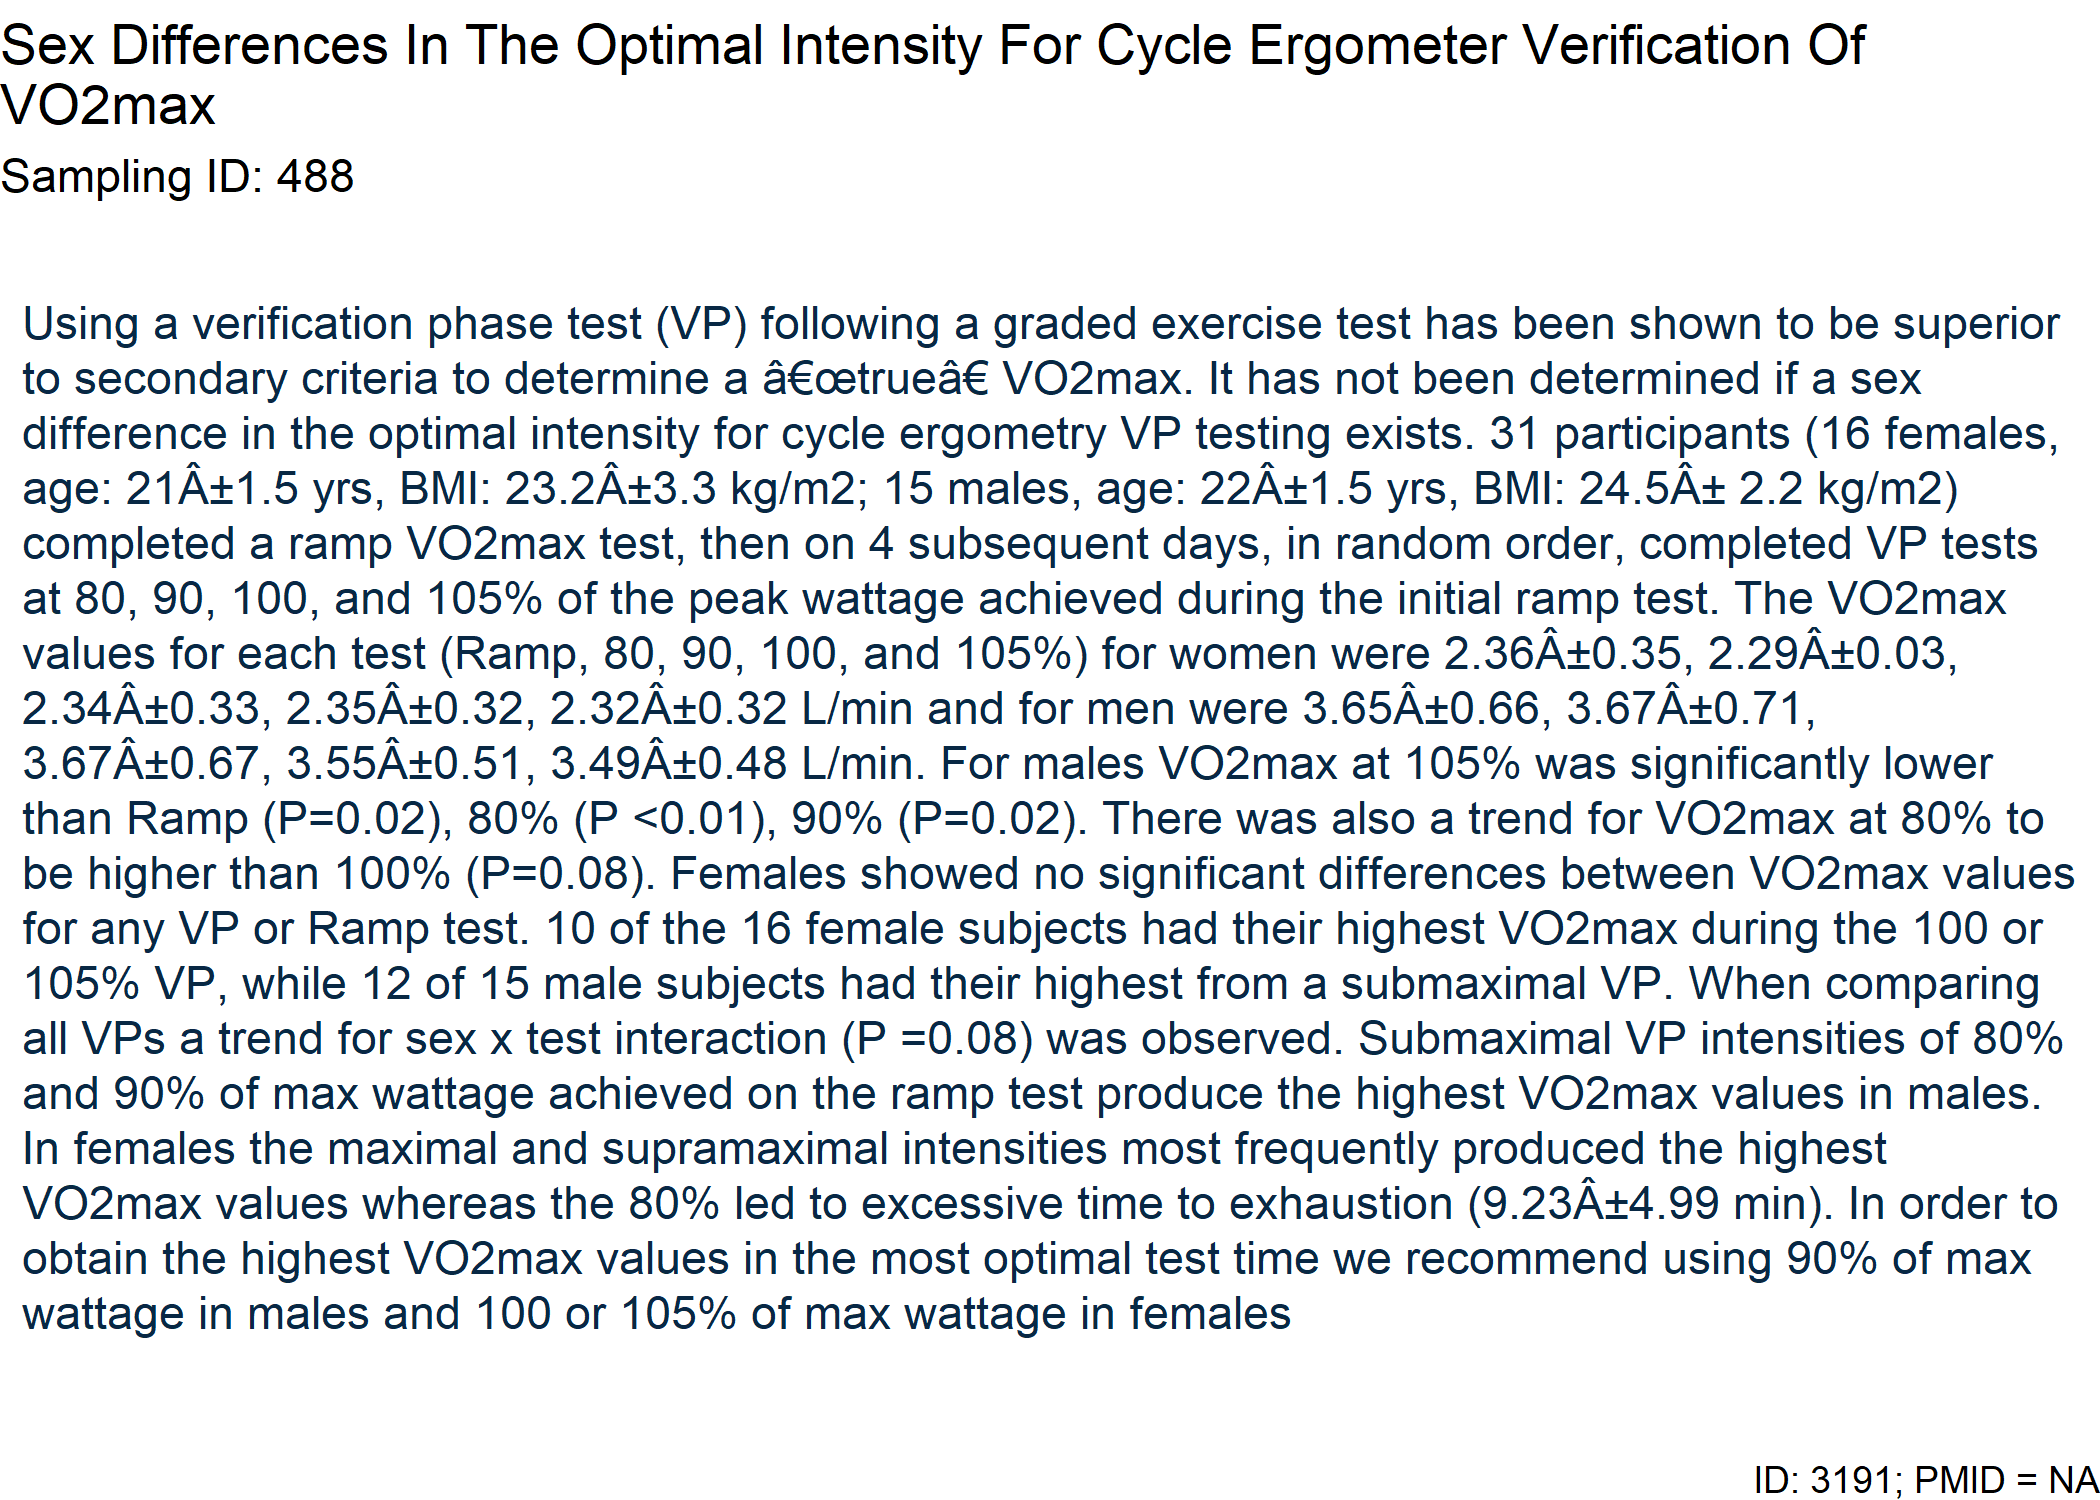 Sex Differences In The Optimal Intensity For Cycle Ergometer Verification Of
VO2max
Sampling ID: 488
Using a verification phase test (VP) following a graded exercise test has been shown to be superior
to secondary criteria to determine a â€œtrueâ€ VO2max. It has not been determined if a sex
difference in the optimal intensity for cycle ergometry VP testing exists. 31 participants (16 females,
age: 21Â±1.5 yrs, BMI: 23.2Â±3.3 kg/m2; 15 males, age: 22Â±1.5 yrs, BMI: 24.5Â± 2.2 kg/m2)
completed a ramp VO2max test, then on 4 subsequent days, in random order, completed VP tests
at 80, 90, 100, and 105% of the peak wattage achieved during the initial ramp test. The VO2max
values for each test (Ramp, 80, 90, 100, and 105%) for women were 2.36Â±0.35, 2.29Â±0.03,
2.34Â±0.33, 2.35Â±0.32, 2.32Â±0.32 L/min and for men were 3.65Â±0.66, 3.67Â±0.71,
3.67Â±0.67, 3.55Â±0.51, 3.49Â±0.48 L/min. For males VO2max at 105% was significantly lower
than Ramp (P=0.02), 80% (P <0.01), 90% (P=0.02). There was also a trend for VO2max at 80% to
be higher than 100% (P=0.08). Females showed no significant differences between VO2max values
for any VP or Ramp test. 10 of the 16 female subjects had their highest VO2max during the 100 or
105% VP, while 12 of 15 male subjects had their highest from a submaximal VP. When comparing
all VPs a trend for sex x test interaction (P =0.08) was observed. Submaximal VP intensities of 80%
and 90% of max wattage achieved on the ramp test produce the highest VO2max values in males.
In females the maximal and supramaximal intensities most frequently produced the highest
VO2max values whereas the 80% led to excessive time to exhaustion (9.23Â±4.99 min). In order to
obtain the highest VO2max values in the most optimal test time we recommend using 90% of max
wattage in males and 100 or 105% of max wattage in females
ID: 3191; PMID = NA